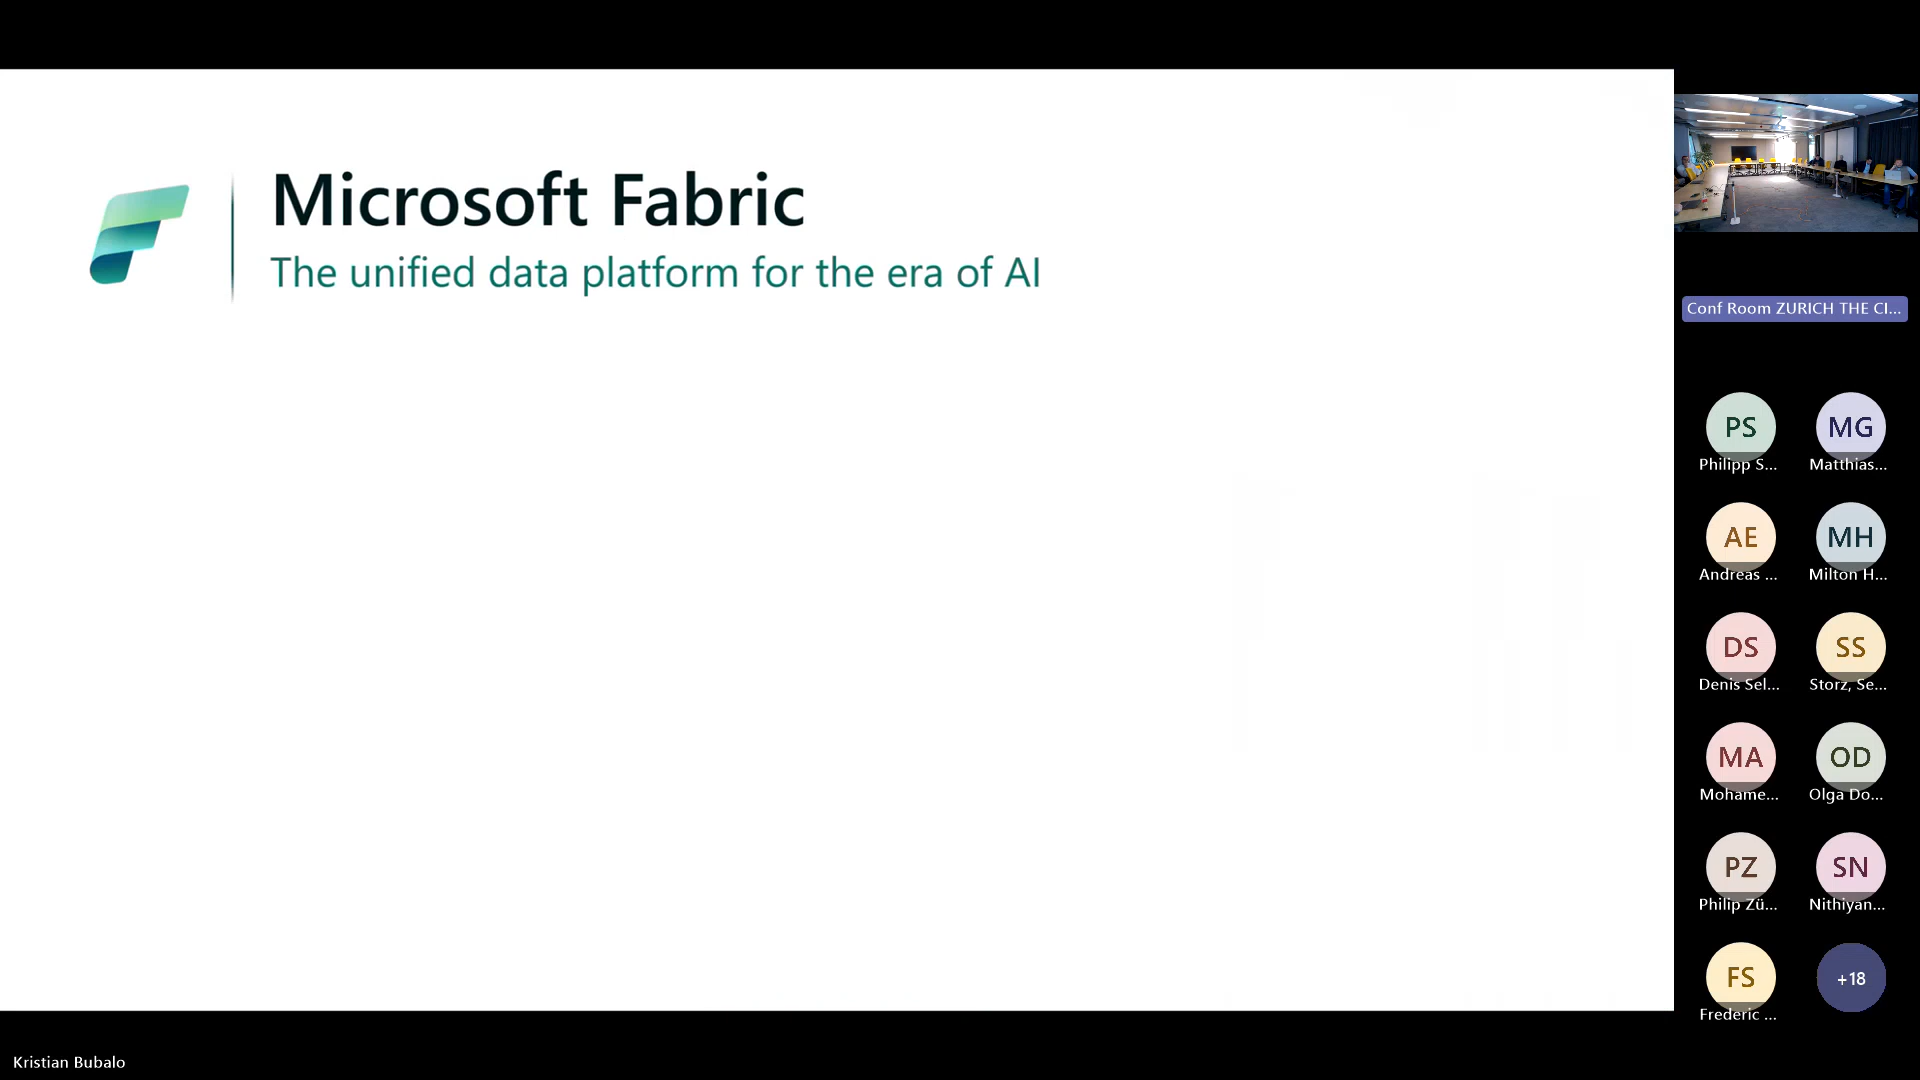 Microsoft Fabric
The unified data platform for the era of AI
Conf Room ZURICH THE CI...
PS
MG
Philipp S...
Matthias...
AE
MH
Andreas ...
Milton H...
DS
SS
Denis Sel...
Storz, Se...
MA
OD
Mohame...
Olga Do...
PZ
SN
Philip Zü...
Nithiyan...
FS
+18
Frederic ...
Kristian Bubalo